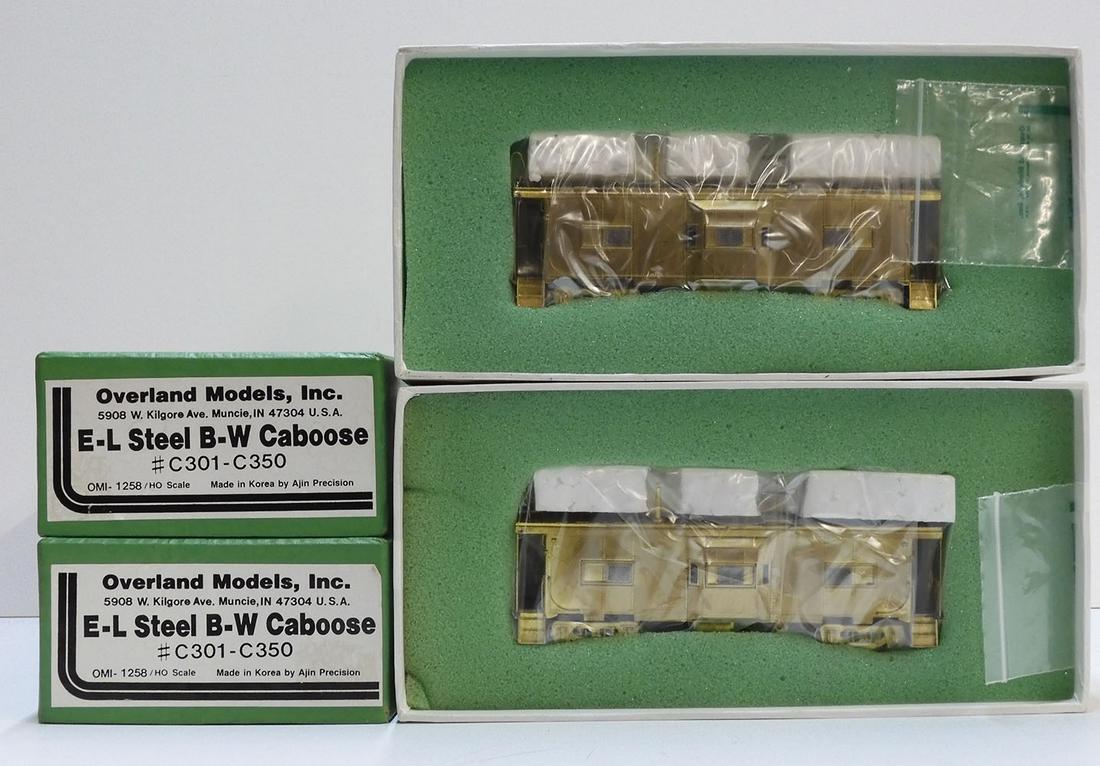 Overland Models, Inc.
5908 W. Kilgore Ave. Muncie, IN 47304 U.S.A.
E-L Steel B-W Caboose
#C301-C350
OMI- 1258/HO Scale Made in Korea by Ajin Precision
Overland Models, Inc.
5908 W. Kilgore Ave. Muncie, IN 47304 U.S.A.
E-L Steel B-W Caboose
#C301-C350
OMI- 1258/HO Scale Made in Korea by Ajin Precision